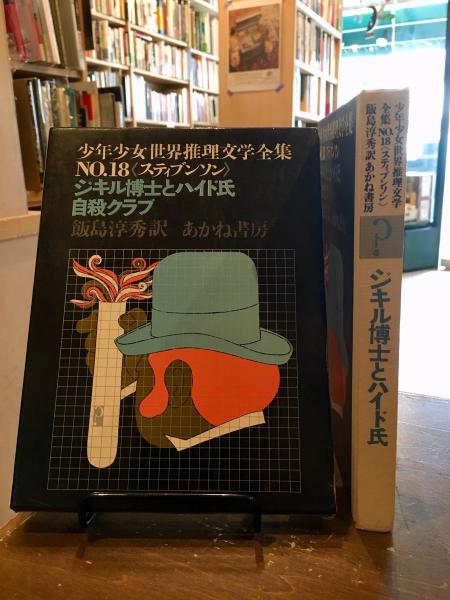 少年少女世界推理文学全集
NO.18〈スティブンソン〉
ジキル博士とハイド氏
自殺クラブ
飯島淳秀訳 あかね書房
少年少女世界推理文学
全集NO.18〈スティブンソン〉
飯島淳秀訳 あかね書房
ジキル博士とハイド氏